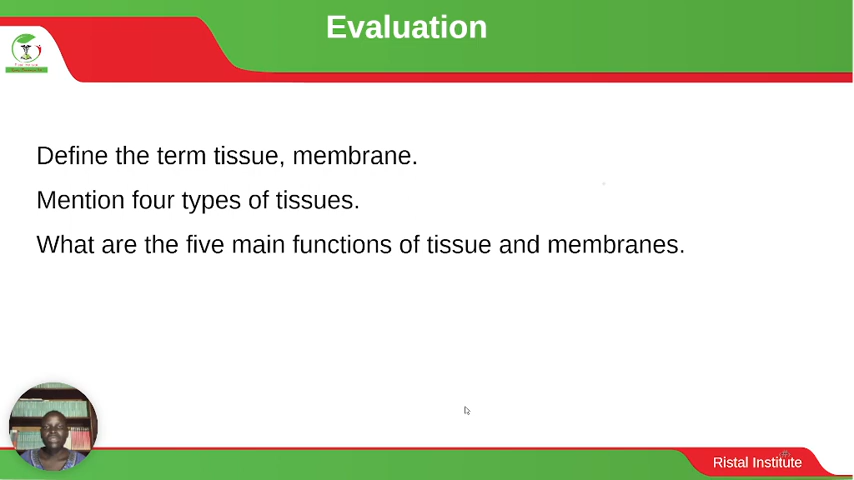 Evaluation
Define the term tissue, membrane.
Mention four types of tissues.
What are the five main functions of tissue and membranes.
Ristal Institute